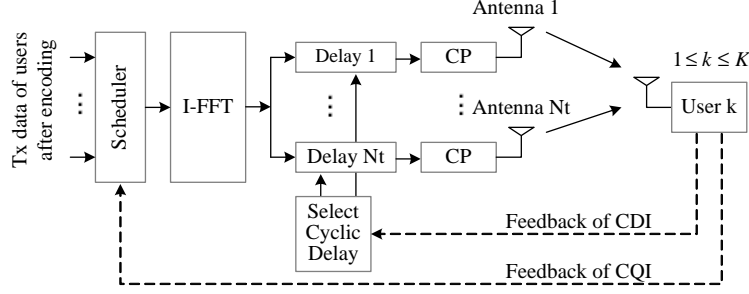 Tx data of users
after encoding
...
Scheduler
I-FFT
Delay 1
...
Delay Nt
Select
Cyclic
Delay
CP
...
CP
Antenna 1
Antenna Nt
1 ≤ k ≤ K
User k
Feedback of CDI
Feedback of CQI